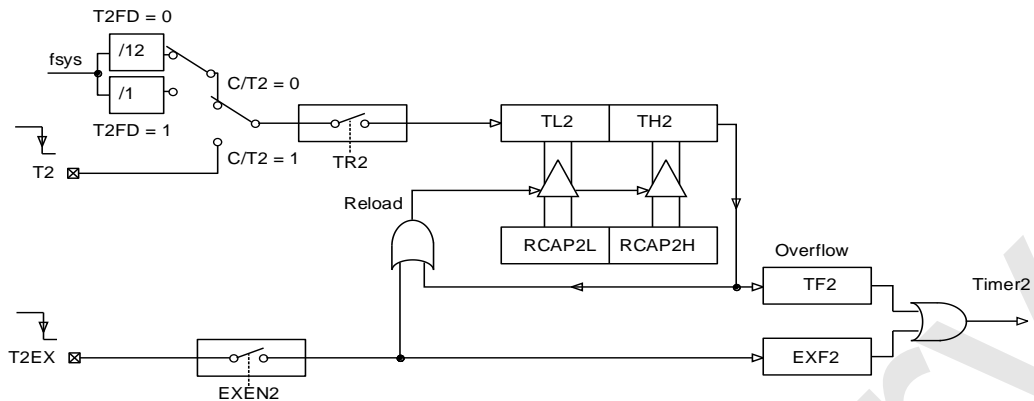 T2FD = 0
/12
fsys
C/T2 = 0
/1
T2FD = 1
TL2
TH2
C/T2 = 1
TR2
T2
Reload
RCAP2L
RCAP2H
Overflow
TF2
Timer2
T2EX
EXF2
EXEN2